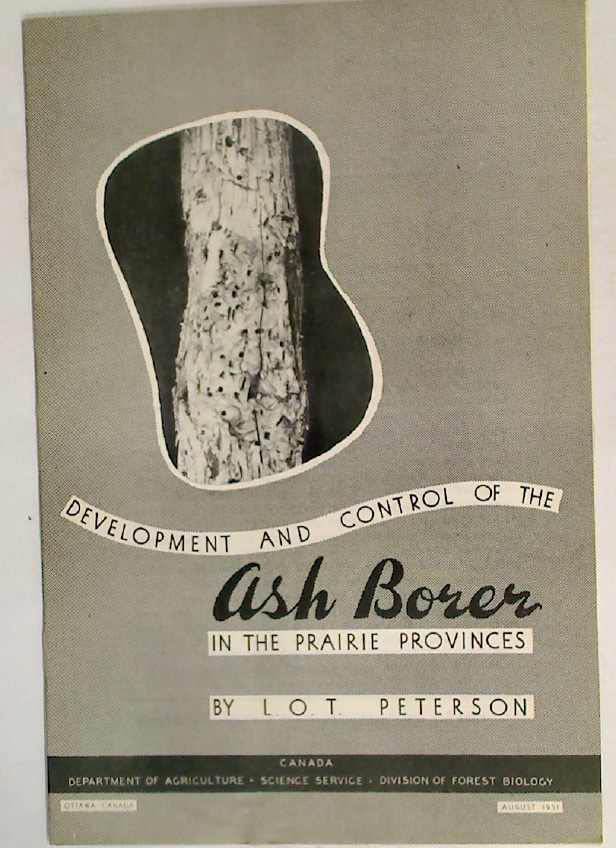 DEVELOPMENT AND CONTROL OF THE
Ash Borer
IN THE PRAIRIE PROVINCES
BY L. O. T. PETERSON
CANADA
DEPARTMENT OF AGRICULTURE • SCIENCE SERVICE • DIVISION OF FOREST BIOLOGY
OTTAWA CANADA
AUGUST 1951